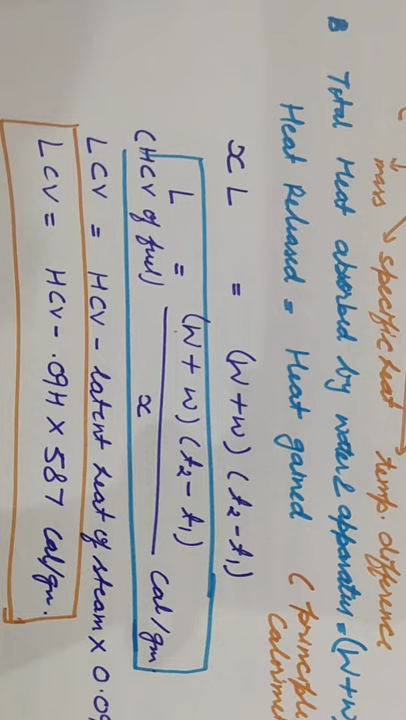 mass specific heat temp. difference
B Total Heat absorbed by water & apparatus = (W+w
Heat Released = Heat gained (principle
calorim
xL = (W+w) (t₂-t₁)
L = (W+w) (t₂-t₁) / x cal/gm
(HCV of fuel)
LCV = HCV - latent heat of steam x 0.09
LCV = HCV - .09H x 587 cal/gm.